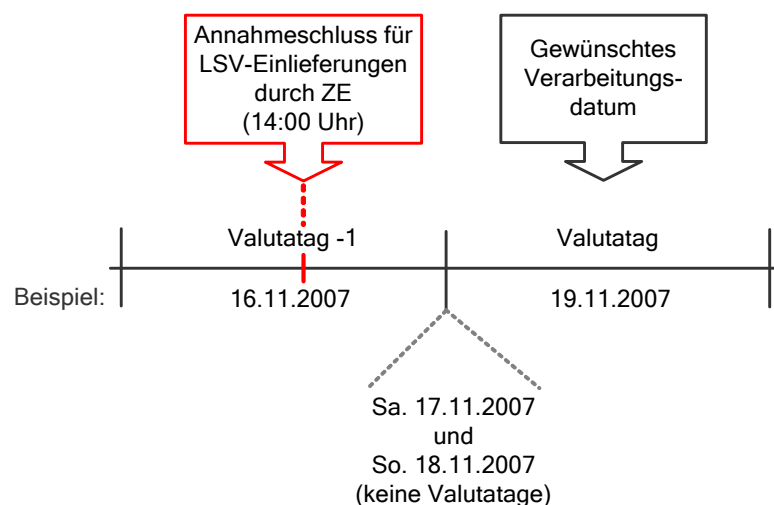 Annahmeschluss für
LSV-Einlieferungen
durch ZE
(14:00 Uhr)
Gewünschtes
Verarbeitungs-
datum
Valutatag -1
Valutatag
Beispiel:
16.11.2007
19.11.2007
Sa. 17.11.2007
und
So. 18.11.2007
(keine Valutatage)